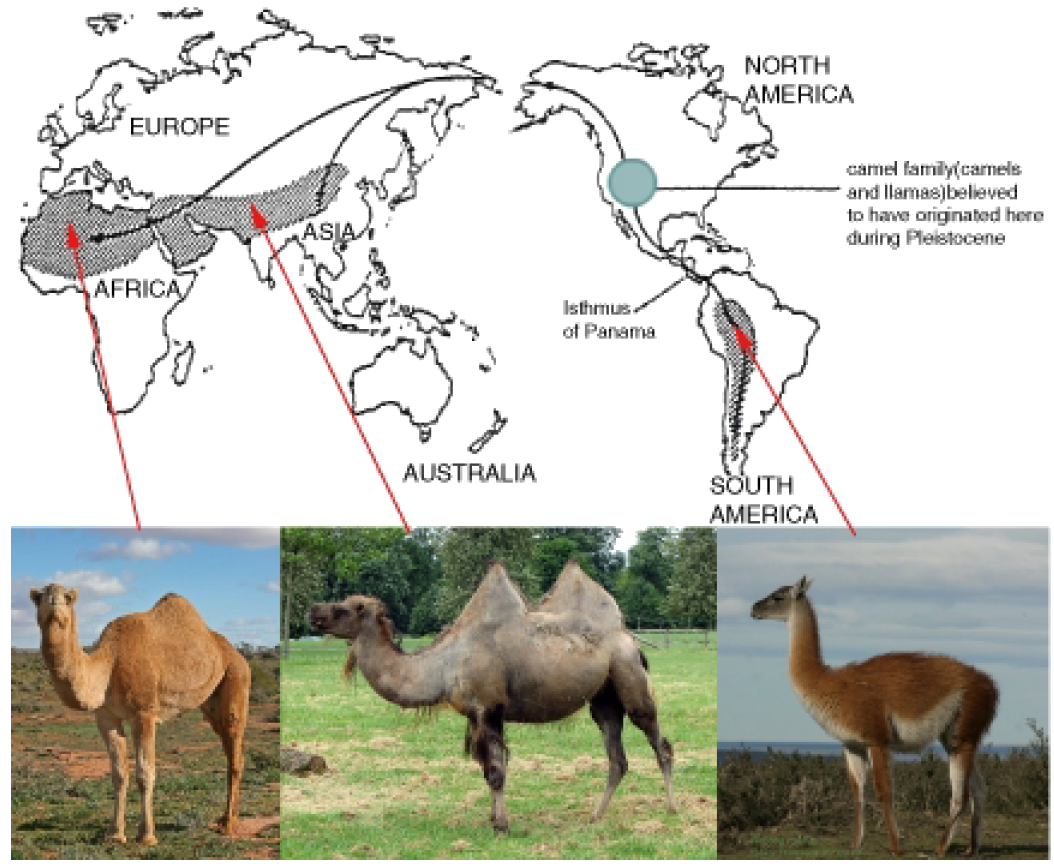 NORTH
AMERICA
EUROPE
camel family(camels
and llamas)believed
to have originated here
during Pleistocene
ASIA
AFRICA
Isthmus
of Panama
AUSTRALIA
SOUTH
AMERICA